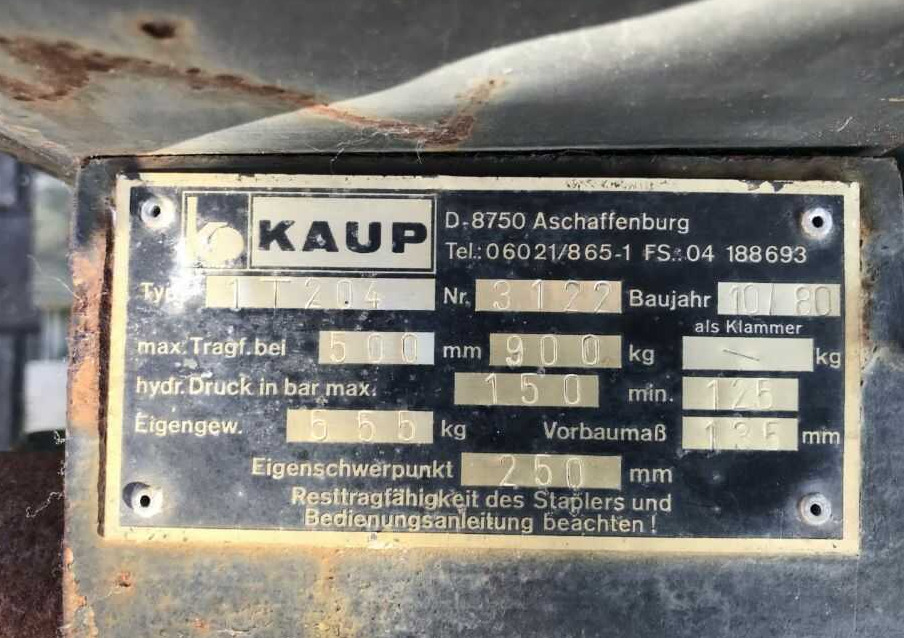 KAUP
D-8750 Aschaffenburg
Tel.: 06021/865-1 FS.: 04 188693
Typ 1T204 Nr. 3122 Baujahr 10/80
als Klammer
max. Tragf. bei 500 mm 900 kg — kg
hydr. Druck in bar max. 150 min. 125
Eigengew. 555 kg Vorbaumaß 135 mm
Eigenschwerpunkt 250 mm
Resttragfähigkeit des Staplers und
Bedienungsanleitung beachten!